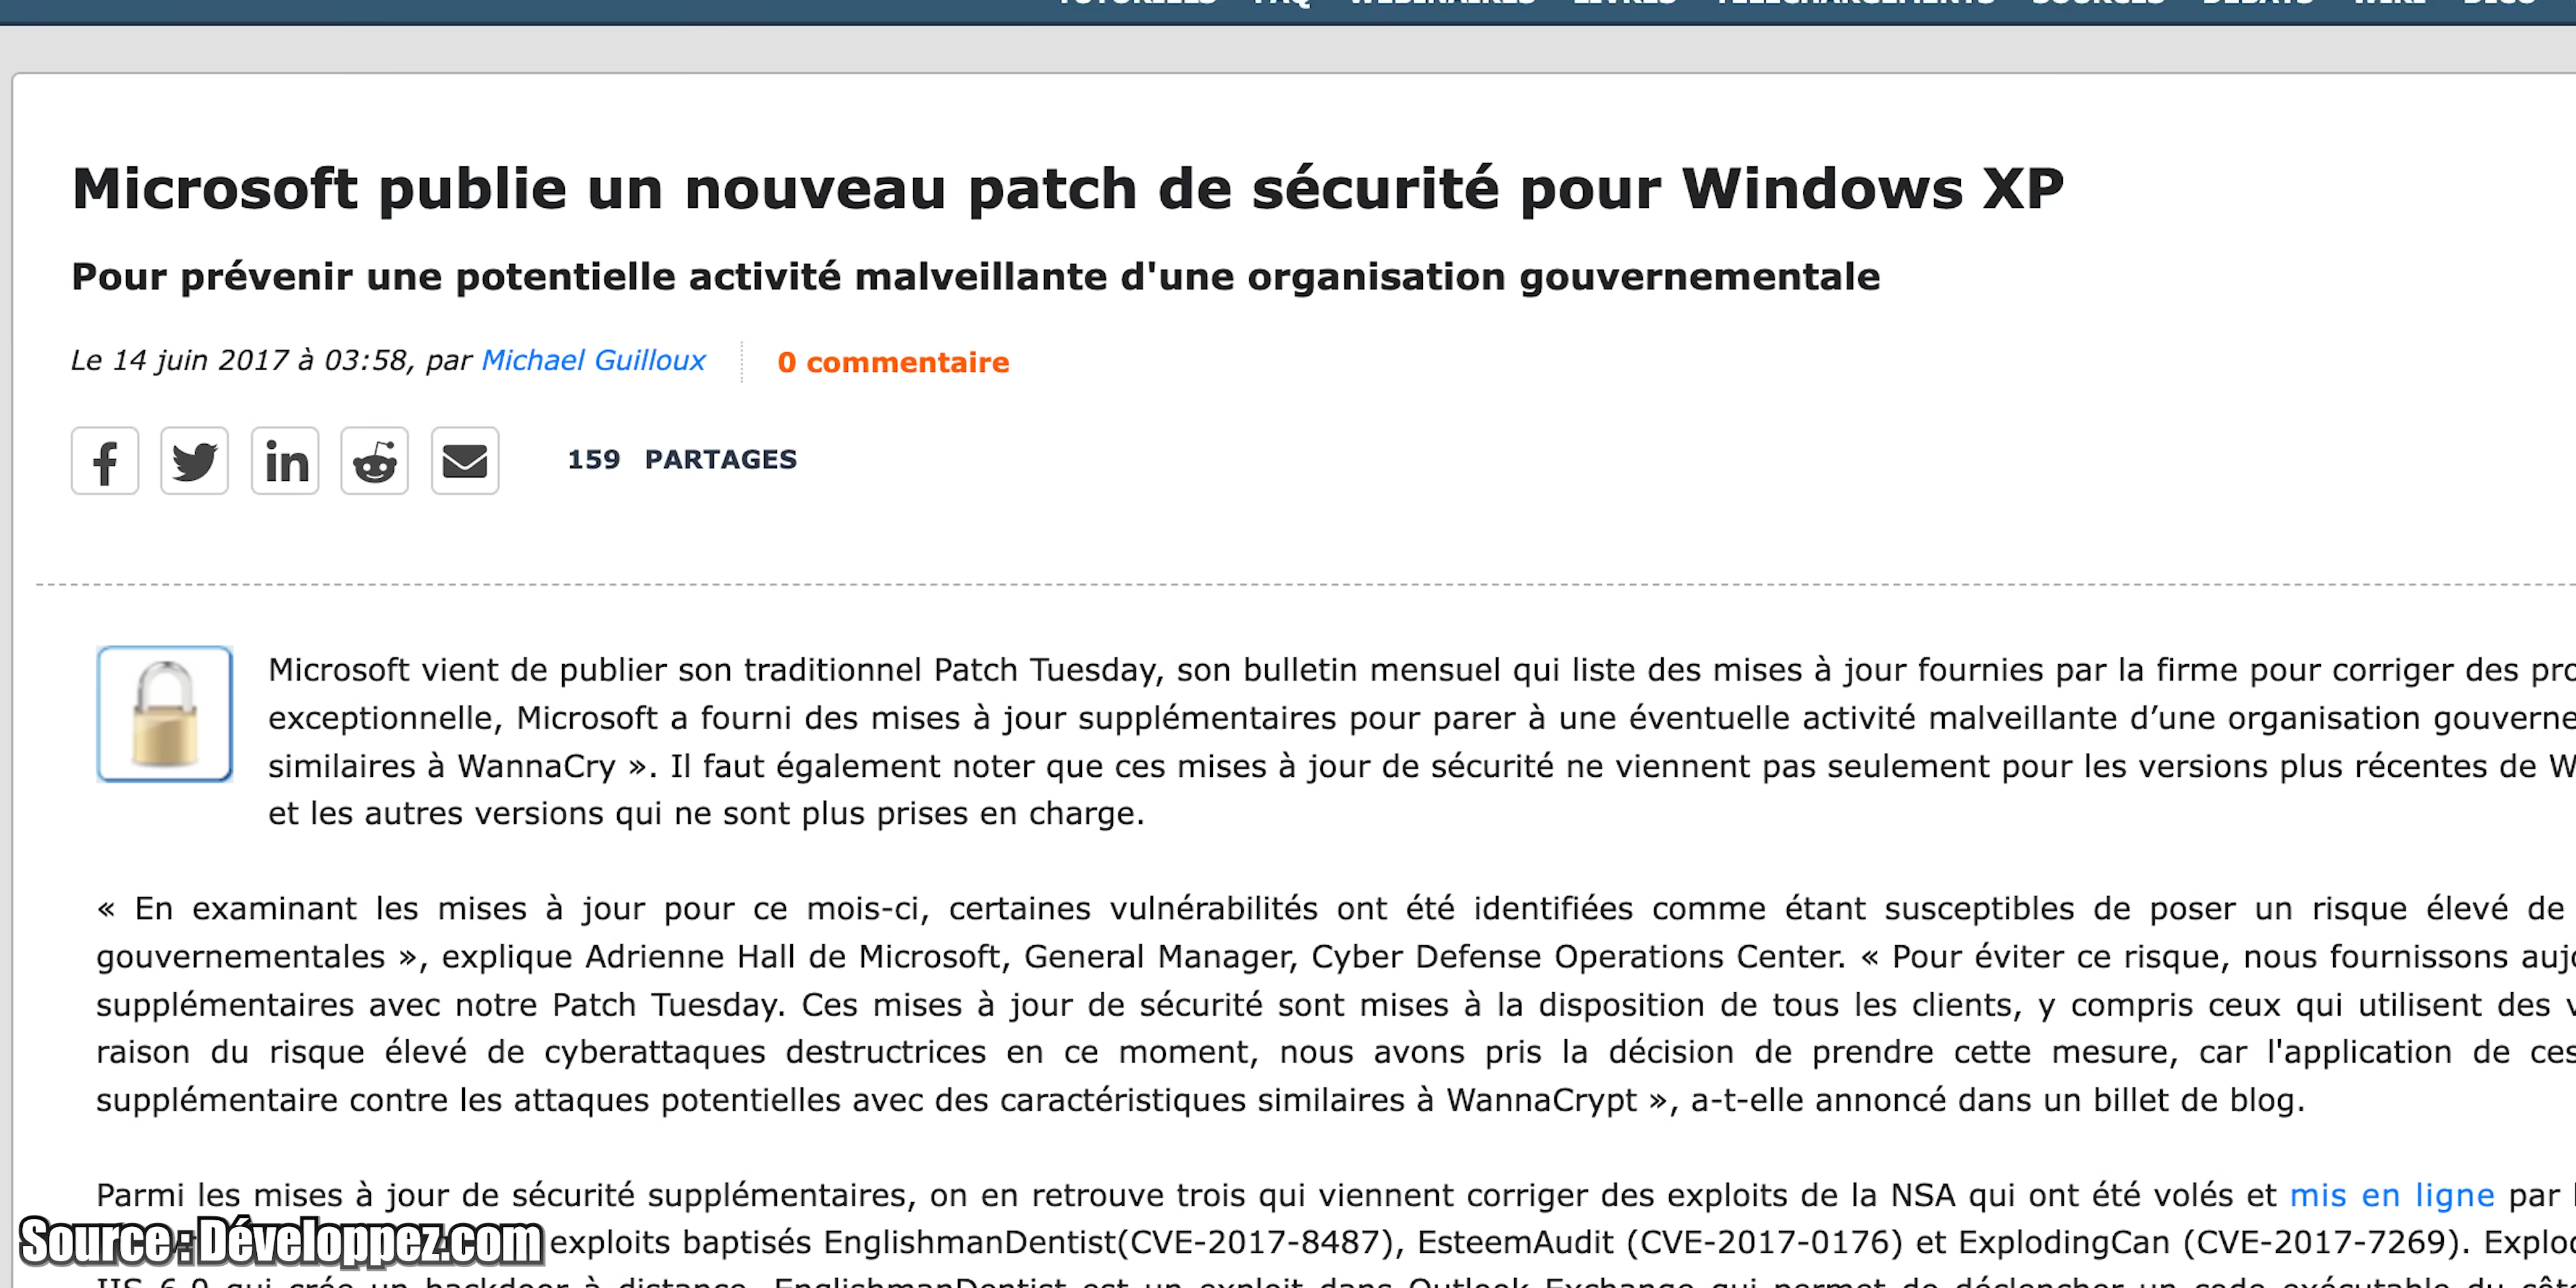 TUTORIELS FAQ WEBINAIRES LIVRES TÉLÉCHARGEMENTS SOURCES DÉBATS WIKI DICO
Microsoft publie un nouveau patch de sécurité pour Windows XP
Pour prévenir une potentielle activité malveillante d'une organisation gouvernementale
Le 14 juin 2017 à 03:58, par Michael Guilloux 0 commentaire
159 PARTAGES
Microsoft vient de publier son traditionnel Patch Tuesday, son bulletin mensuel qui liste des mises à jour fournies par la firme pour corriger des
exceptionnelle, Microsoft a fourni des mises à jour supplémentaires pour parer à une éventuelle activité malveillante d’une organisation
similaires à WannaCry ». Il faut également noter que ces mises à jour de sécurité ne viennent pas seulement pour les versions plus récentes de
et les autres versions qui ne sont plus prises en charge.
« En examinant les mises à jour pour ce mois-ci, certaines vulnérabilités ont été identifiées comme étant susceptibles de poser un risque élevé de
gouvernementales », explique Adrienne Hall de Microsoft, General Manager, Cyber Defense Operations Center. « Pour éviter ce risque, nous fournissons
supplémentaires avec notre Patch Tuesday. Ces mises à jour de sécurité sont mises à la disposition de tous les clients, y compris ceux qui utilisent des
raison du risque élevé de cyberattaques destructrices en ce moment, nous avons pris la décision de prendre cette mesure, car l'application de ces
supplémentaire contre les attaques potentielles avec des caractéristiques similaires à WannaCrypt », a-t-elle annoncé dans un billet de blog.
Parmi les mises à jour de sécurité supplémentaires, on en retrouve trois qui viennent corriger des exploits de la NSA qui ont été volés et mis en ligne par
Source : Développez.com
exploits baptisés EnglishmanDentist(CVE-2017-8487), EsteemAudit (CVE-2017-0176) et ExplodingCan (CVE-2017-7269).